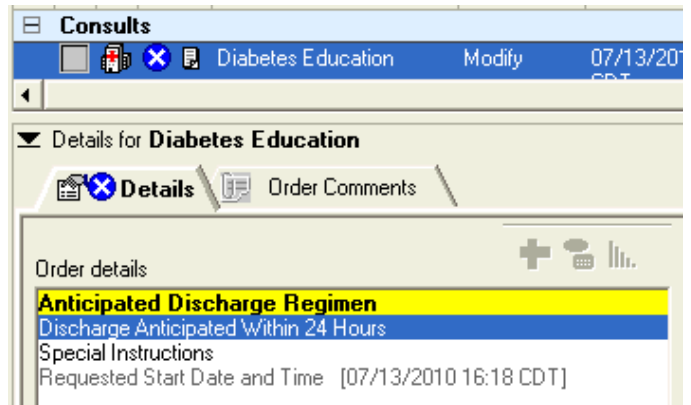 Consults
Diabetes Education Modify 07/13/201
CDT
Details for Diabetes Education
Details Order Comments
Order details
Anticipated Discharge Regimen
Discharge Anticipated Within 24 Hours
Special Instructions
Requested Start Date and Time [07/13/2010 16:18 CDT]